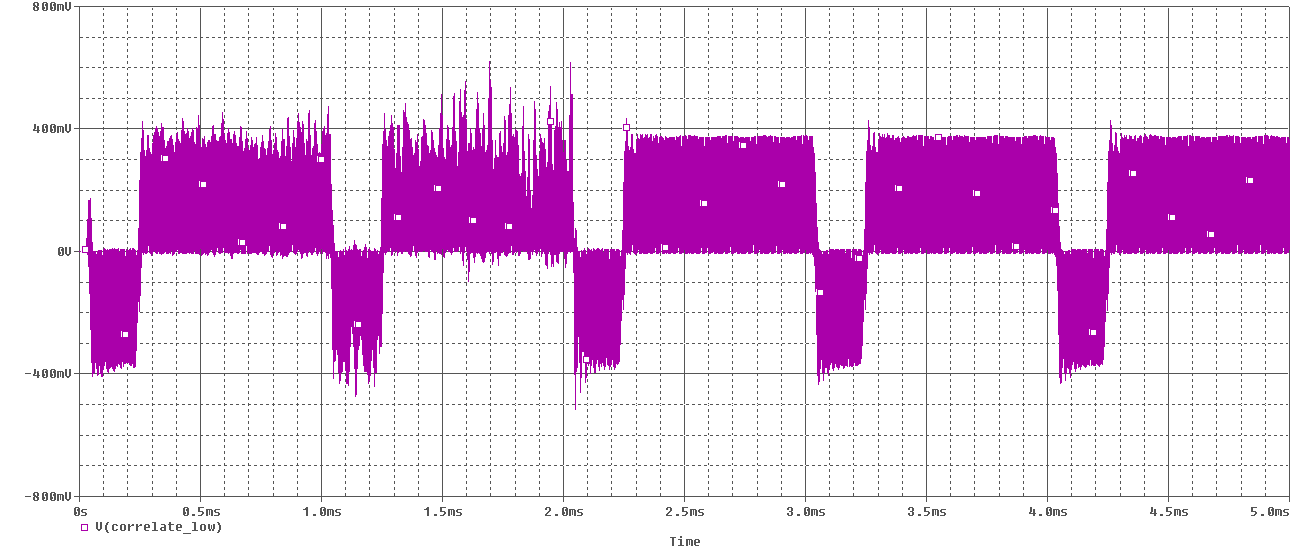 800mV
400mV
0V
-400mV
-800mV
0s 0.5ms 1.0ms 1.5ms 2.0ms 2.5ms 3.0ms 3.5ms 4.0ms 4.5ms 5.0ms
V(correlate_low)
Time